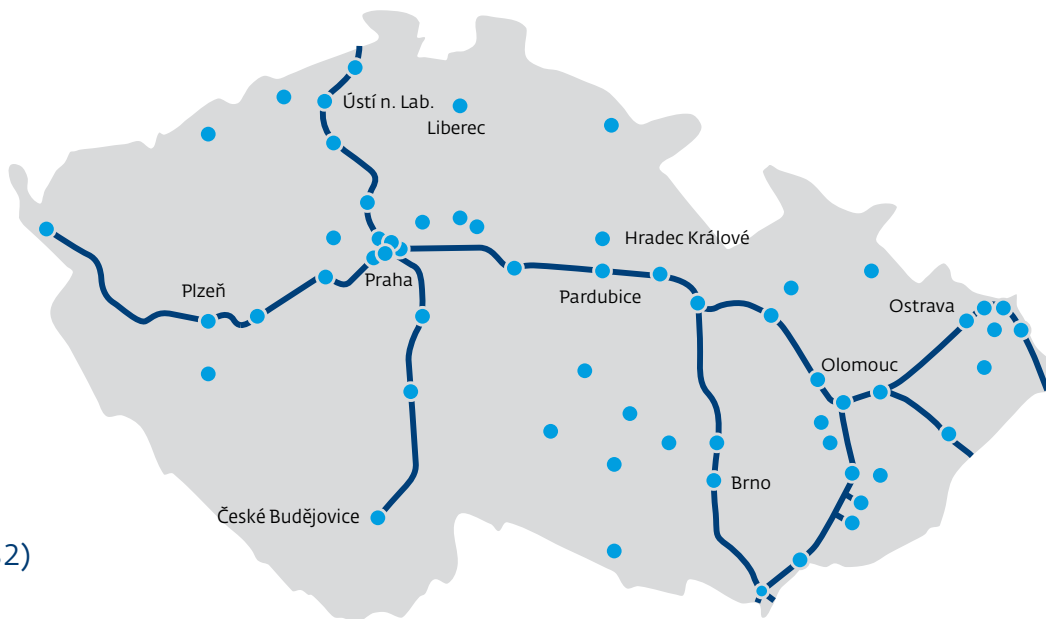 Ústí n. Lab.
Liberec
Hradec Králové
Praha
Plzeň
Pardubice
Ostrava
Olomouc
Brno
České Budějovice
2)